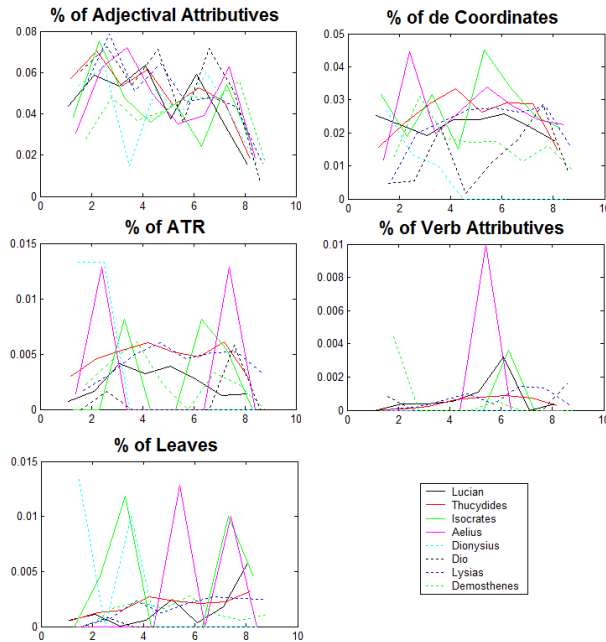 % of Adjectival Attributives
0.08
0.06
0.04
0.02
0
0 2 4 6 8 10
% of de Coordinates
0.05
0.04
0.03
0.02
0.01
0
0 2 4 6 8 10
% of ATR
0.015
0.01
0.005
0
0 2 4 6 8 10
% of Verb Attributives
0.01
0.008
0.006
0.004
0.002
0
0 2 4 6 8 10
% of Leaves
0.015
0.01
0.005
0
0 2 4 6 8 10
Lucian
Thucydides
Isocrates
Aelius
Dionysius
Dio
Lysias
Demosthenes